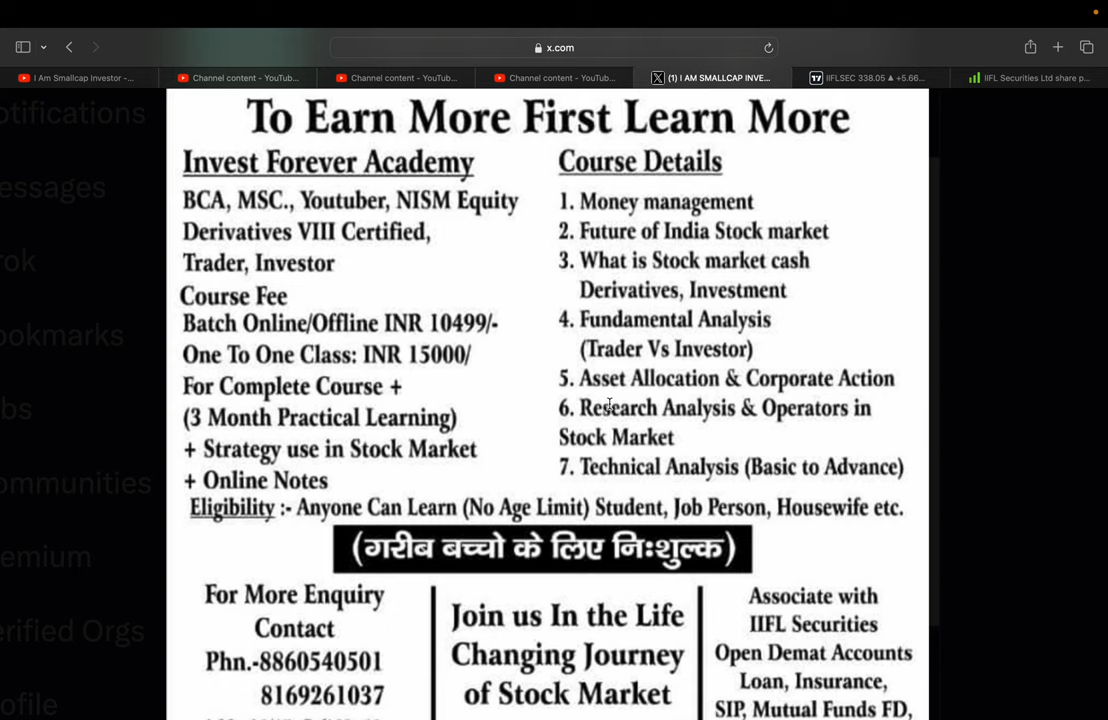 x.com
I Am Smallcap Investor -...
Channel content - YouTub...
Channel content - YouTub...
Channel content - YouTub...
(1) I AM SMALLCAP INVE...
IIFLSEC 338.05 ▲ +5.66...
IIFL Securities Ltd share p...
otifications
essages
rok
ookmarks
bs
ommunities
emium
erified Orgs
ofile
To Earn More First Learn More
Invest Forever Academy
BCA, MSC., Youtuber, NISM Equity
Derivatives VIII Certified,
Trader, Investor
Course Fee
Batch Online/Offline INR 10499/-
One To One Class: INR 15000/
For Complete Course +
(3 Month Practical Learning)
+ Strategy use in Stock Market
+ Online Notes
Course Details
1. Money management
2. Future of India Stock market
3. What is Stock market cash
Derivatives, Investment
4. Fundamental Analysis
(Trader Vs Investor)
5. Asset Allocation & Corporate Action
6. Research Analysis & Operators in
Stock Market
7. Technical Analysis (Basic to Advance)
Eligibility :- Anyone Can Learn (No Age Limit) Student, Job Person, Housewife etc.
(गरीब बच्चो के लिए निःशुल्क)
For More Enquiry
Contact
Phn.-8860540501
8169261037
Join us In the Life
Changing Journey
of Stock Market
Associate with
IIFL Securities
Open Demat Accounts
Loan, Insurance,
SIP, Mutual Funds FD,